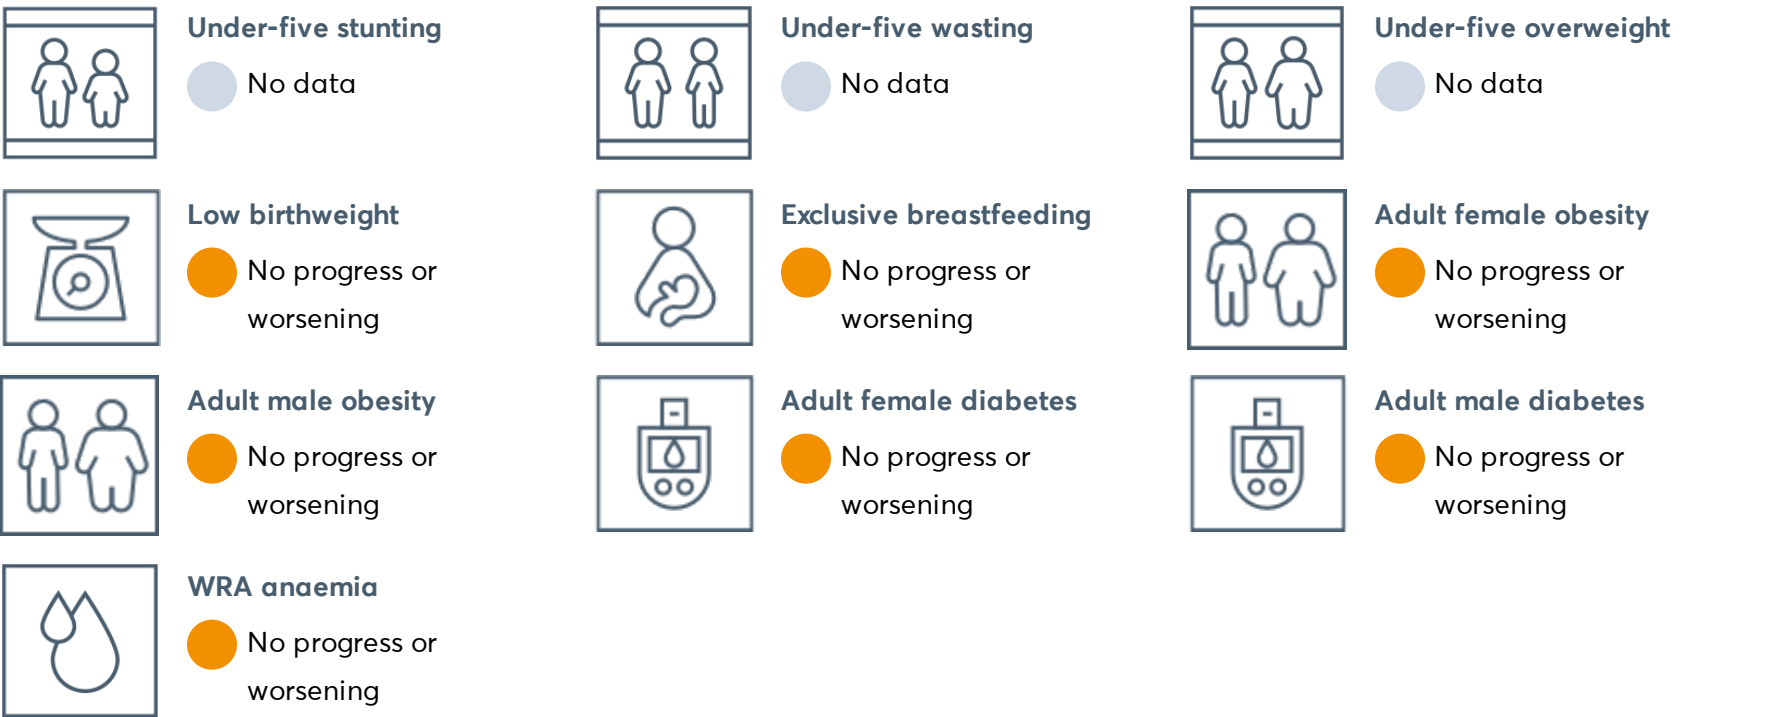 Under-five stunting
No data
Under-five wasting
No data
Under-five overweight
No data
Low birthweight
No progress or
worsening
Exclusive breastfeeding
No progress or
worsening
Adult female obesity
No progress or
worsening
Adult male obesity
No progress or
worsening
Adult female diabetes
No progress or
worsening
Adult male diabetes
No progress or
worsening
WRA anaemia
No progress or
worsening